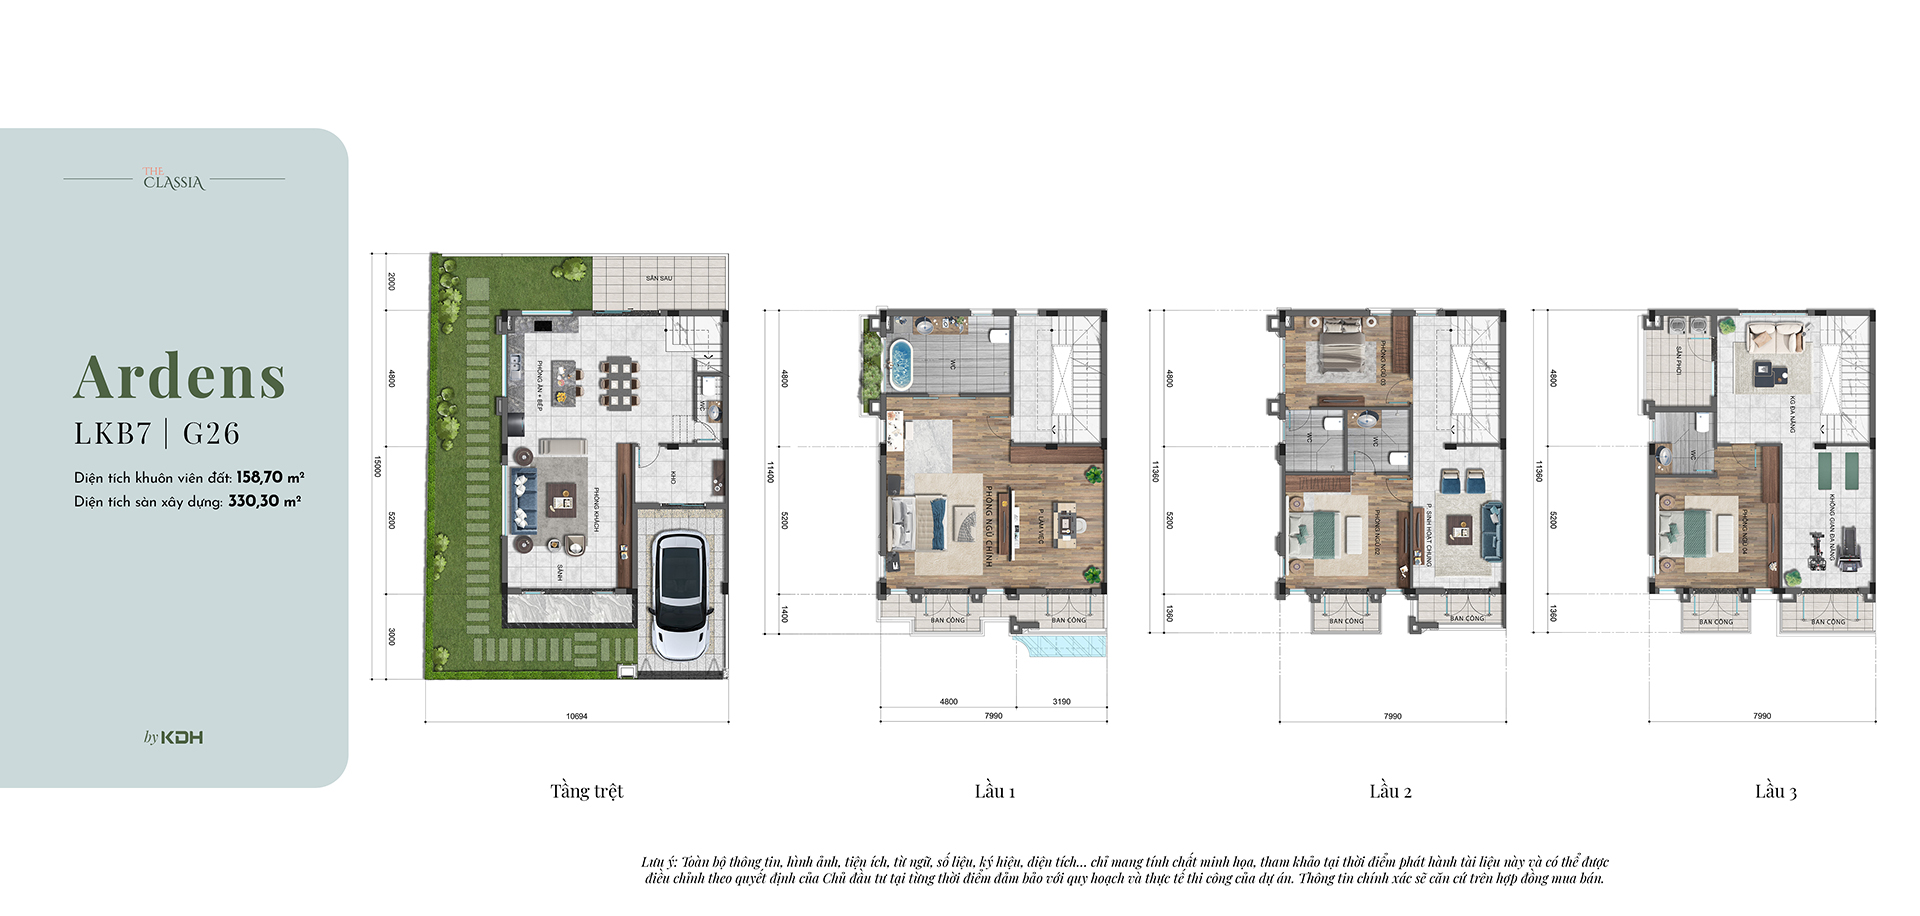 THE
CLASSIA
Ardens
LKB7 | G26
Diện tích khuôn viên đất: 158,70 m²
Diện tích sàn xây dựng: 330,30 m²
by KDH
2000
4800
15000
5200
3000
10694
SÂN SAU
PHÒNG ĂN + BẾP
WC
KHO
PHÒNG KHÁCH
SẢNH
Tầng trệt
4800
11400
5200
1400
WC
PHÒNG NGỦ CHÍNH
P. LÀM VIỆC
BAN CÔNG
BAN CÔNG
4800
3190
7990
Lầu 1
4800
11360
5200
1360
PHÒNG NGỦ 03
WC
WC
PHÒNG NGỦ 02
P. SINH HOẠT CHUNG
BAN CÔNG
BAN CÔNG
7990
Lầu 2
4800
11360
5200
1360
SÂN PHƠI
KG ĐA NĂNG
WC
PHÒNG NGỦ 04
KHÔNG GIAN ĐA NĂNG
BAN CÔNG
BAN CÔNG
7990
Lầu 3
Lưu ý: Toàn bộ thông tin, hình ảnh, tiện ích, từ ngữ, số liệu, ký hiệu, diện tích... chỉ mang tính chất minh họa, tham khảo tại thời điểm phát hành tài liệu này và có thể được
điều chỉnh theo quyết định của Chủ đầu tư tại từng thời điểm đảm bảo với quy hoạch và thực tế thi công của dự án. Thông tin chính xác sẽ căn cứ trên hợp đồng mua bán.